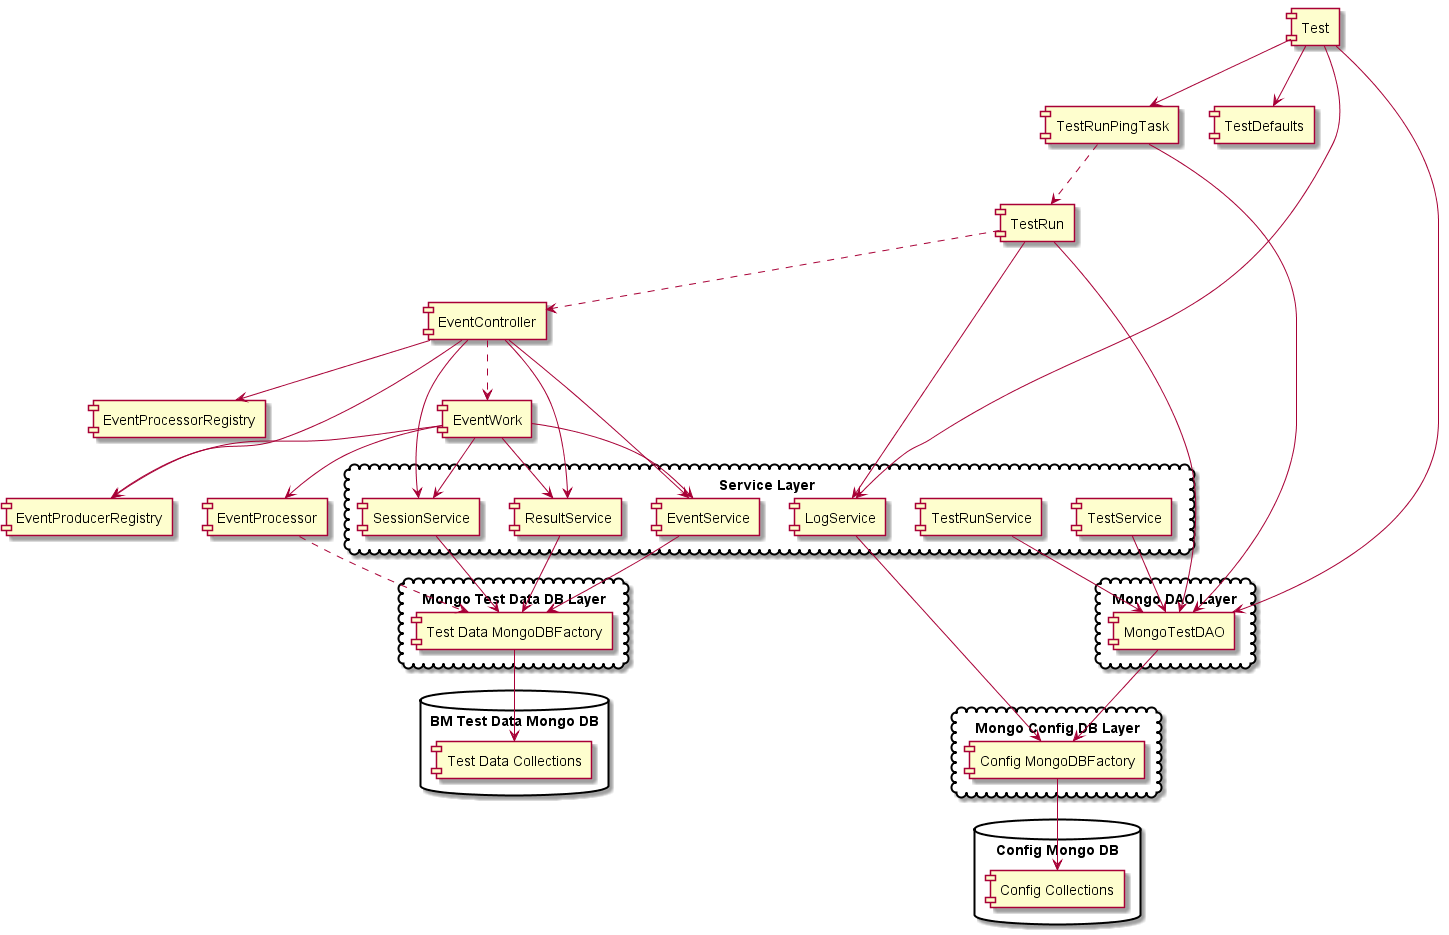 Test
TestRunPingTask
TestDefaults
TestRun
EventController
EventProcessorRegistry
EventWork
Service Layer
EventProducerRegistry
EventProcessor
SessionService
ResultService
EventService
LogService
TestRunService
TestService
Mongo Test Data DB Layer
Mongo DAO Layer
Test Data MongoDBFactory
MongoTestDAO
BM Test Data Mongo DB
Mongo Config DB Layer
Test Data Collections
Config MongoDBFactory
Config Mongo DB
Config Collections